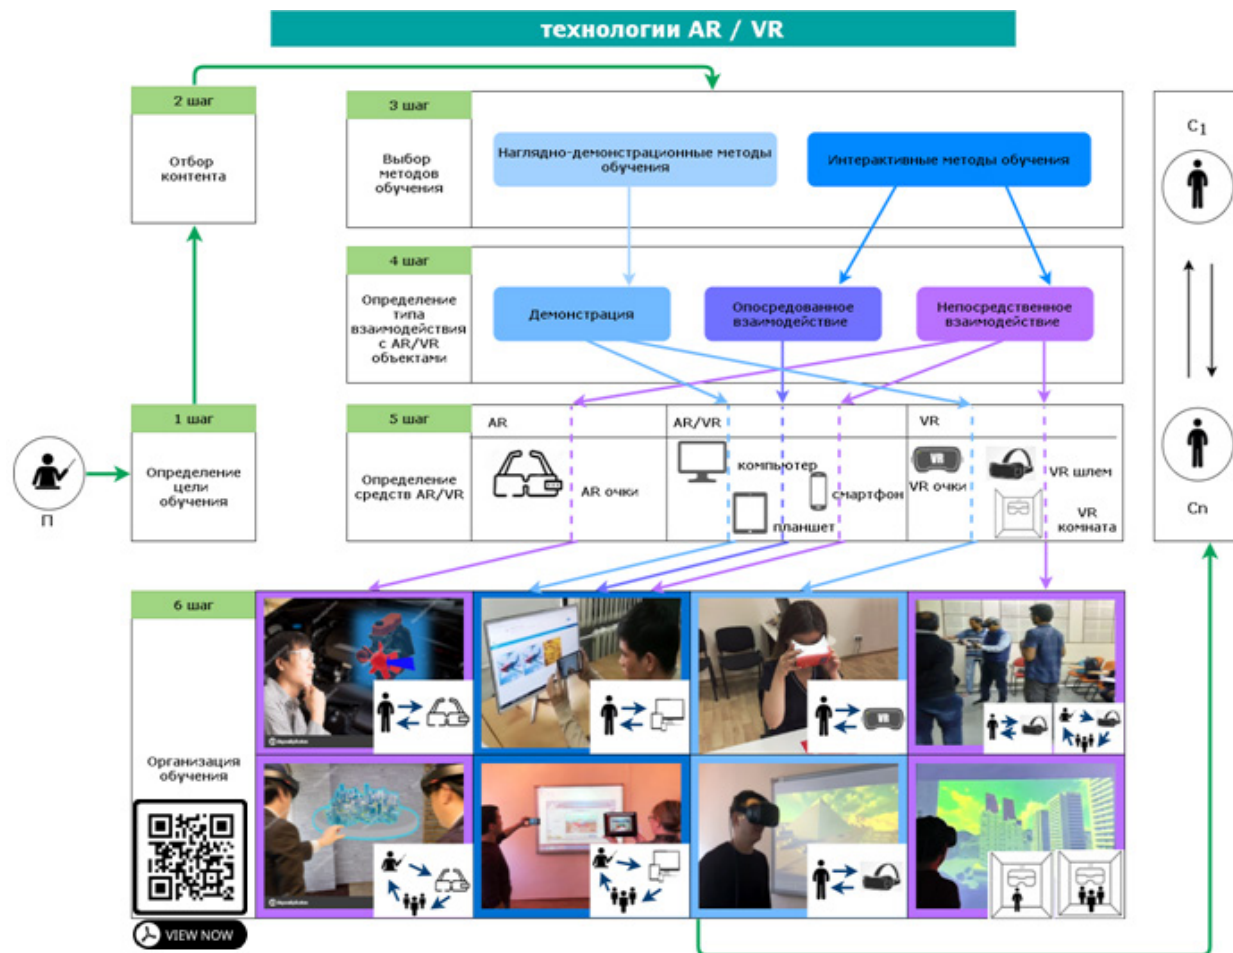 технологии AR / VR
2 шаг
Отбор
контента
3 шаг
Выбор
методов
обучения
Наглядно-демонстрационные методы
обучения
Интерактивные методы обучения
C1
4 шаг
Определение
типа
взаимодействия
с AR/VR
объектами
Демонстрация
Опосредованное
взаимодействие
Непосредственное
взаимодействие
1 шаг
Определение
цели
обучения
П
5 шаг
Определение
средств AR/VR
AR
AR очки
AR/VR
компьютер
смартфон
планшет
VR
VR
VR очки
VR шлем
VR
комната
Cn
6 шаг
Организация
обучения
VR
VIEW NOW